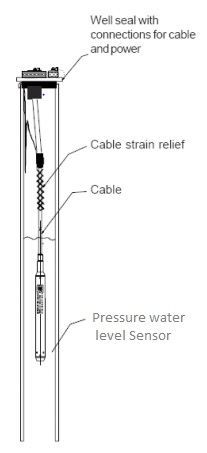 Well seal with
connections for cable
and power
Cable strain relief
Cable
Pressure water
level Sensor